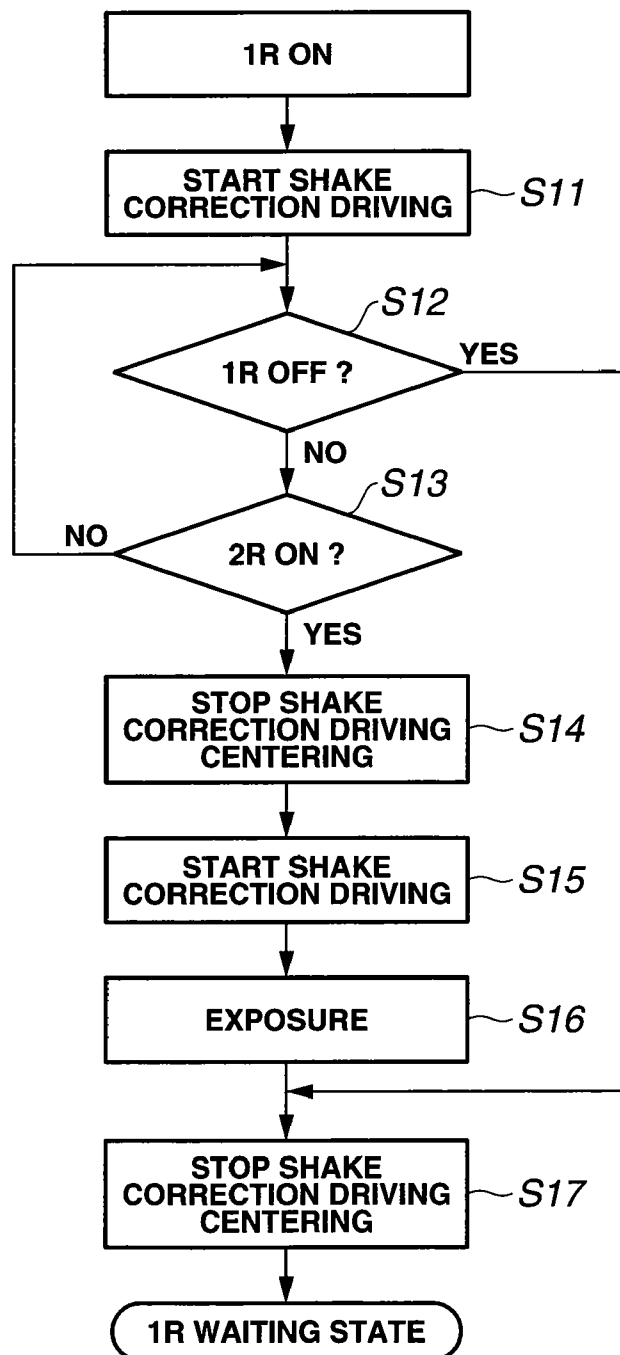 1R ON
START SHAKE
CORRECTION DRIVING
S11
S12
1R OFF ?
YES
NO
S13
2R ON ?
NO
YES
STOP SHAKE
CORRECTION DRIVING
CENTERING
S14
START SHAKE
CORRECTION DRIVING
S15
EXPOSURE
S16
STOP SHAKE
CORRECTION DRIVING
CENTERING
S17
1R WAITING STATE